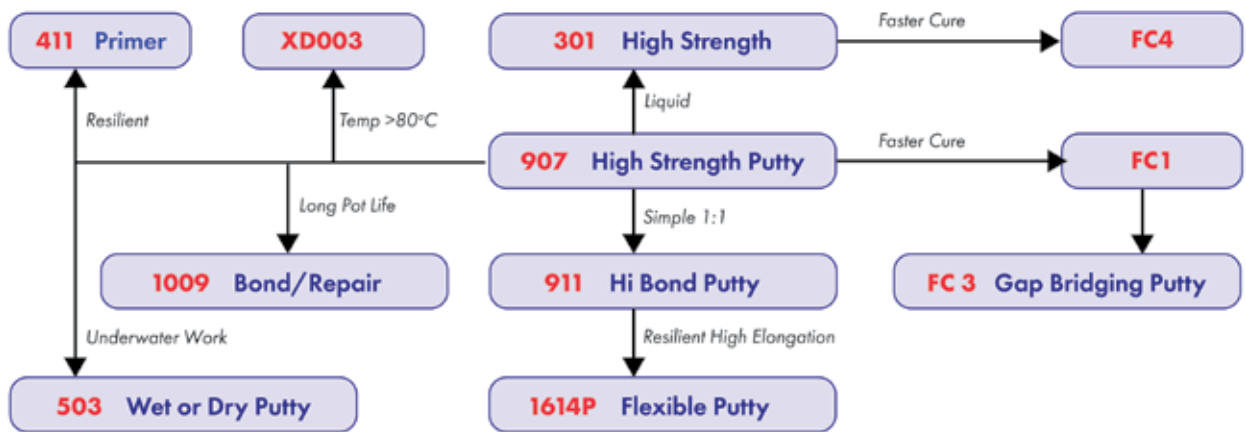 411 Primer
XD003
301 High Strength
Faster Cure
FC4
Resilient
Temp >80°C
Liquid
907 High Strength Putty
Faster Cure
FC1
Long Pot Life
Simple 1:1
1009 Bond/Repair
911 Hi Bond Putty
FC 3 Gap Bridging Putty
Underwater Work
Resilient High Elongation
503 Wet or Dry Putty
1614P Flexible Putty